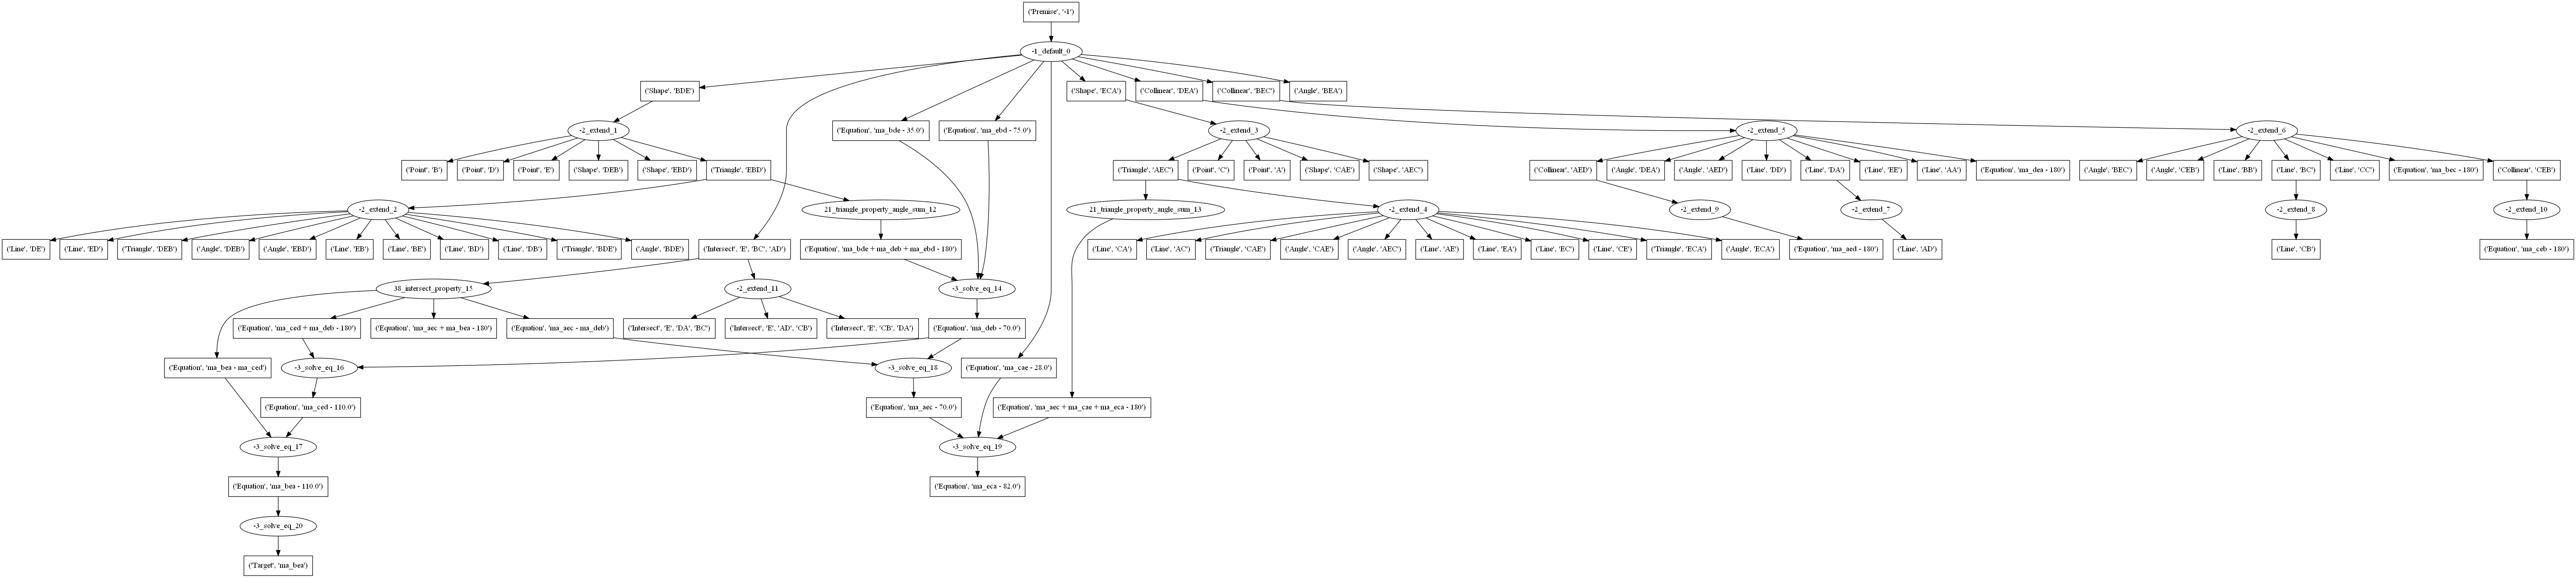 ('Premise', '-1')
-1_default_0
('Shape', 'BDE')
('Shape', 'ECA')
('Collinear', 'DEA')
('Collinear', 'BEC')
('Angle', 'BEA')
-2_extend_1
('Equation', 'ma_bde - 35.0')
('Equation', 'ma_ebd - 75.0')
-2_extend_3
-2_extend_5
-2_extend_6
('Point', 'B')
('Point', 'D')
('Point', 'E')
('Shape', 'DEB')
('Shape', 'EBD')
('Triangle', 'EBD')
('Triangle', 'AEC')
('Point', 'C')
('Point', 'A')
('Shape', 'CAE')
('Shape', 'AEC')
('Collinear', 'AED')
('Angle', 'DEA')
('Angle', 'AED')
('Line', 'DD')
('Line', 'DA')
('Line', 'EE')
('Line', 'AA')
('Equation', 'ma_dea - 180')
('Angle', 'BEC')
('Angle', 'CEB')
('Line', 'BB')
('Line', 'BC')
('Line', 'CC')
('Equation', 'ma_bec - 180')
('Collinear', 'CEB')
-2_extend_2
21_triangle_property_angle_sum_12
21_triangle_property_angle_sum_13
-2_extend_4
-2_extend_9
-2_extend_7
-2_extend_8
-2_extend_10
('Line', 'DE')
('Line', 'ED')
('Triangle', 'DEB')
('Angle', 'DEB')
('Angle', 'EBD')
('Line', 'EB')
('Line', 'BE')
('Line', 'BD')
('Line', 'DB')
('Triangle', 'BDE')
('Angle', 'BDE')
('Intersect', 'E', 'BC', 'AD')
('Equation', 'ma_bde + ma_deb + ma_ebd - 180')
('Line', 'CA')
('Line', 'AC')
('Triangle', 'CAE')
('Angle', 'CAE')
('Angle', 'AEC')
('Line', 'AE')
('Line', 'EA')
('Line', 'EC')
('Line', 'CE')
('Triangle', 'ECA')
('Angle', 'ECA')
('Equation', 'ma_aed - 180')
('Line', 'AD')
('Line', 'CB')
('Equation', 'ma_ceb - 180')
38_intersect_property_15
-2_extend_11
-3_solve_eq_14
('Equation', 'ma_ced + ma_deb - 180')
('Equation', 'ma_aec + ma_bea - 180')
('Equation', 'ma_aec - ma_deb')
('Intersect', 'E', 'DA', 'BC')
('Intersect', 'E', 'AD', 'CB')
('Intersect', 'E', 'CB', 'DA')
('Equation', 'ma_deb - 70.0')
('Equation', 'ma_bea - ma_ced')
-3_solve_eq_16
-3_solve_eq_18
('Equation', 'ma_cae - 28.0')
('Equation', 'ma_ced - 110.0')
('Equation', 'ma_aec - 70.0')
('Equation', 'ma_aec + ma_cae + ma_eca - 180')
-3_solve_eq_17
-3_solve_eq_19
('Equation', 'ma_bea - 110.0')
('Equation', 'ma_eca - 82.0')
-3_solve_eq_20
('Target', 'ma_bea')